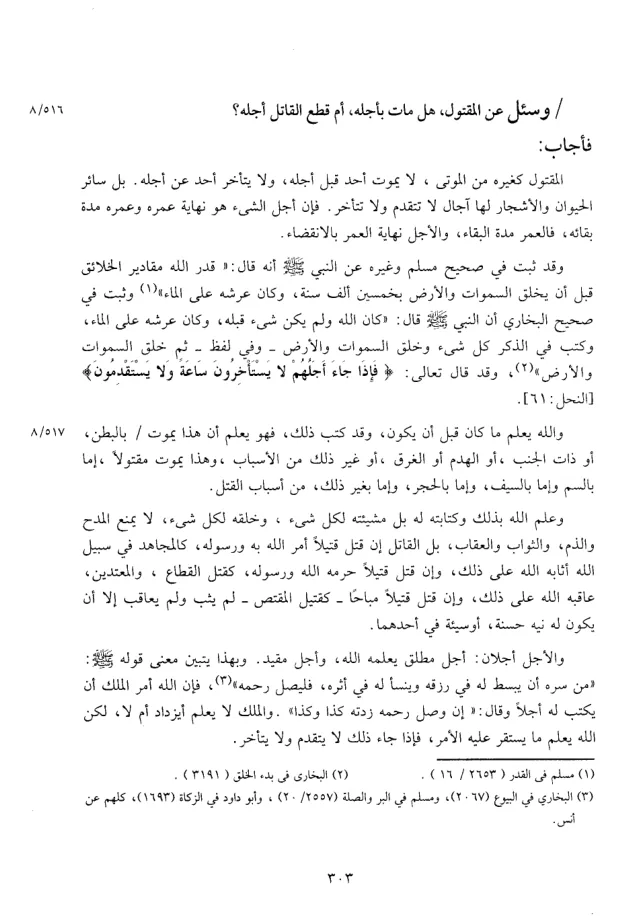 / وسئل عن المقتول، هل مات بأجله، أم قطع القاتل أجله؟ ٨/٥١٦
فأجاب:
المقتول كغيره من الموتى ، لا يموت أحد قبل أجله، ولا يتأخر أحد عن أجله. بل سائر
الحيوان والأشجار لها آجال لا تتقدم ولا تتأخر. فإن أجل الشىء هو نهاية عمره وعمره مدة
بقائه، فالعمر مدة البقاء، والأجل نهاية العمر بالانقضاء.
وقد ثبت في صحيح مسلم وغيره عن النبي ﷺ أنه قال:« قدر الله مقادير الخلائق
قبل أن يخلق السموات والأرض بخمسين ألف سنة، وكان عرشه على الماء»(١) وثبت في
صحيح البخاري أن النبي ﷺ قال: «كان الله ولم يكن شىء قبله، وكان عرشه على الماء،
وكتب في الذكر كل شىء وخلق السموات والأرض ـ وفي لفظ ـ ثم خلق السموات
والأرض»(٢)، وقد قال تعالى: ﴿ فَإِذَا جَاءَ أَجَلُهُمْ لا يَسْتَأْخِرُونَ سَاعَةً ولا يَسْتَقْدِمُونَ﴾
[النحل:٦١].
والله يعلم ما كان قبل أن يكون، وقد كتب ذلك، فهو يعلم أن هذا يموت / بالبطن، ٨/٥١٧
أو ذات الجنب ،أو الهدم أو الغرق ،أو غير ذلك من الأسباب ،وهذا يموت مقتولاً ،إما
بالسم وإما بالسيف، وإما بالحجر، وإما بغير ذلك، من أسباب القتل.
وعلم الله بذلك وكتابته له بل مشيئته لكل شىء ، وخلقه لكل شىء، لا يمنع المدح
والذم، والثواب والعقاب، بل القاتل إن قتل قتيلاً أمر الله به ورسوله، كالمجاهد في سبيل
الله أثابه الله على ذلك، وإن قتل قتيلاً حرمه الله ورسوله، كقتل القطاع ، والمعتدين،
عاقبه الله على ذلك، وإن قتل قتيلاً مباحًا ـ كقتيل المقتص ـ لم يثب ولم يعاقب إلا أن
يكون له نيه حسنة، أوسيئة في أحدهما.
والأجل أجلان: أجل مطلق يعلمه الله، وأجل مقيد. وبهذا يتبين معنى قوله ﷺ:
«من سره أن يبسط له في رزقه وينسأ له في أثره، فليصل رحمه»(٣)، فإن الله أمر الملك أن
يكتب له أجلاً وقال:« إن وصل رحمه زدته كذا وكذا» .والملك لا يعلم أيزداد أم لا، لكن
الله يعلم ما يستقر عليه الأمر، فإذا جاء ذلك لا يتقدم ولا يتأخر.
(١) مسلم فى القدر ( ٢٦٥٣ / ١٦ ) . (٢) البخارى فى بدء الخلق ( ٣١٩١ ) .
(٣) البخاري في البيوع (٢٠٦٧)، ومسلم في البر والصلة (٢٥٥٧/ ٢٠) ، وأبو داود في الزكاة (١٦٩٣)، كلهم عن
أنس.
٣٠٣